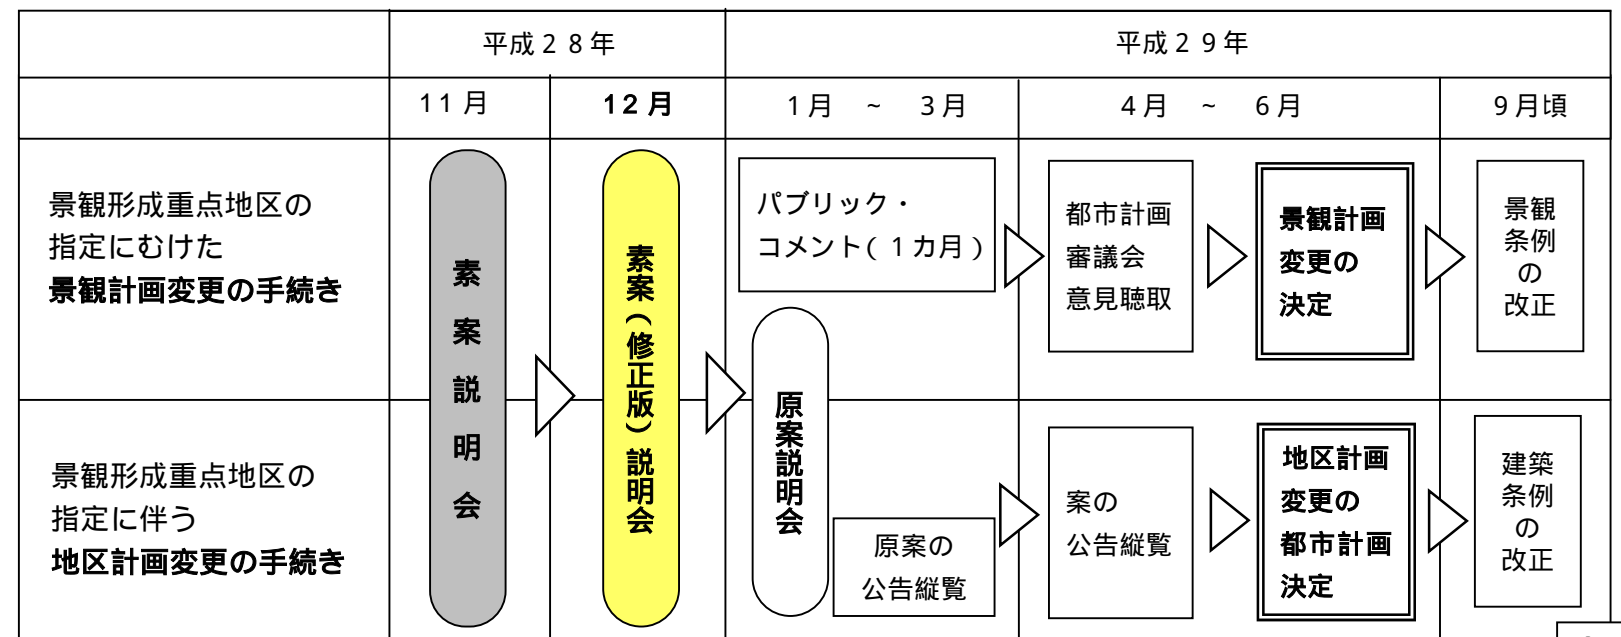 平成２８年
平成２９年
11月
12月
1月 ~ 3月
4月 ~ 6月
9月頃
景観形成重点地区の
指定にむけた
景観計画変更の手続き
素案説明会
素案（修正版）説明会
パブリック・
コメント(１カ月)
都市計画
審議会
意見聴取
景観計画
変更の
決定
景観
条例
の
改正
景観形成重点地区の
指定に伴う
地区計画変更の手続き
原案説明会
原案の
公告縦覧
案の
公告縦覧
地区計画
変更の
都市計画
決定
建築
条例
の
改正